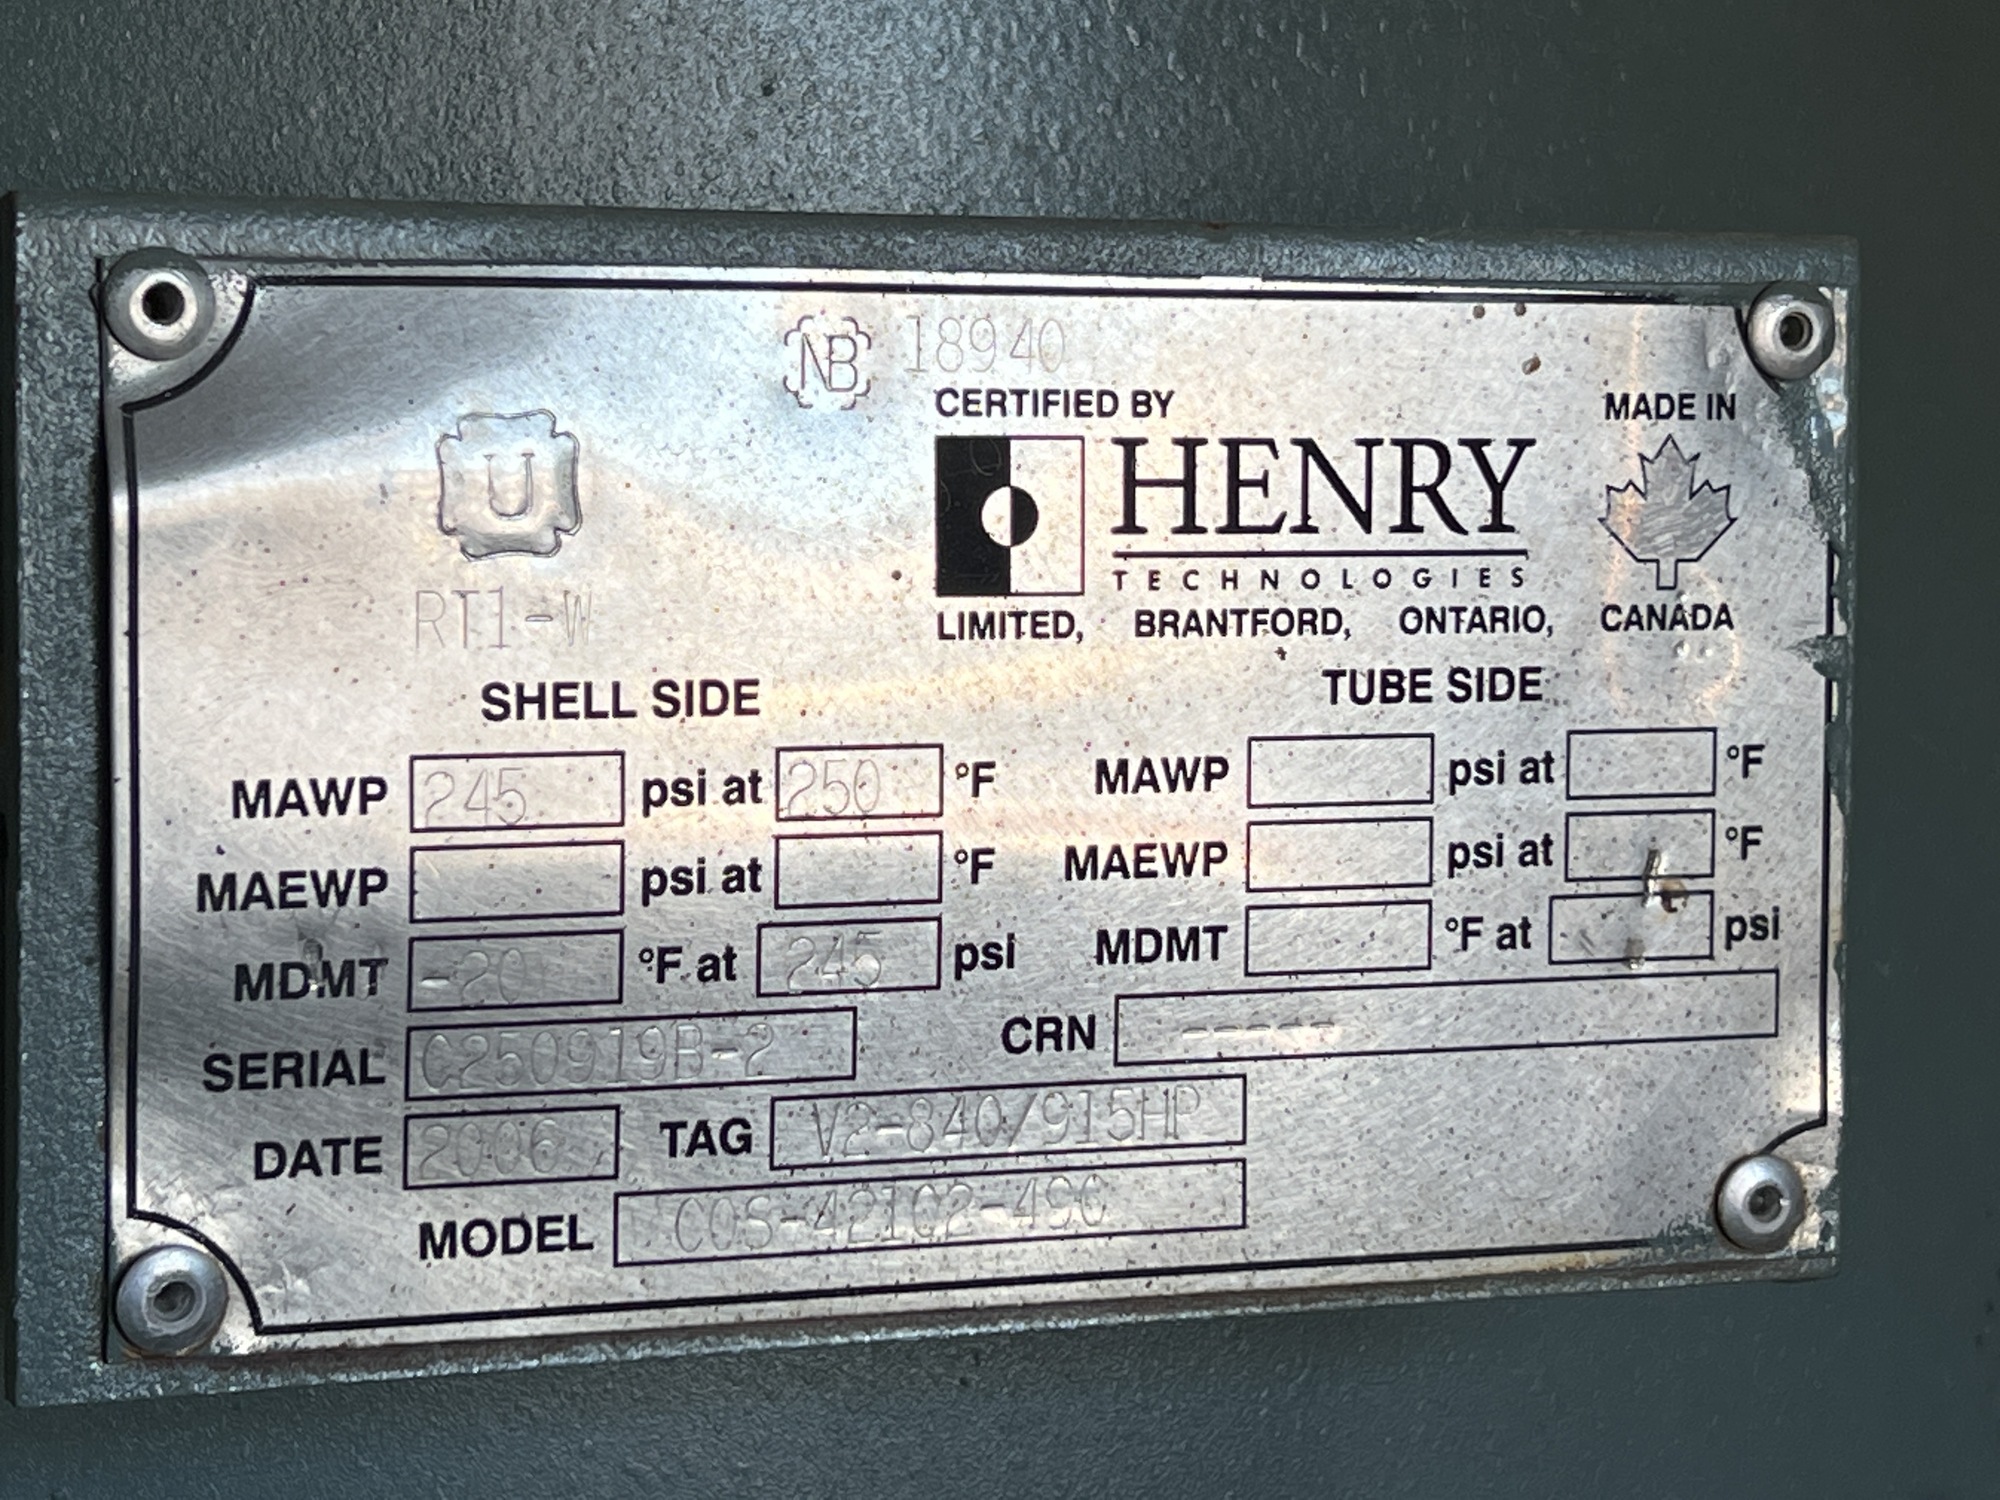 NB 18940
CERTIFIED BY
MADE IN
U
HENRY
TECHNOLOGIES
RT1-W
LIMITED, BRANTFORD, ONTARIO, CANADA
SHELL SIDE
TUBE SIDE
MAWP 245 psi at 250 °F MAWP psi at °F
MAEWP psi at °F MAEWP psi at °F
MDMT -20 °F at 245 psi MDMT °F at psi
SERIAL C250919B-2 CRN -----
DATE 2006 TAG V2-840/915HP
MODEL